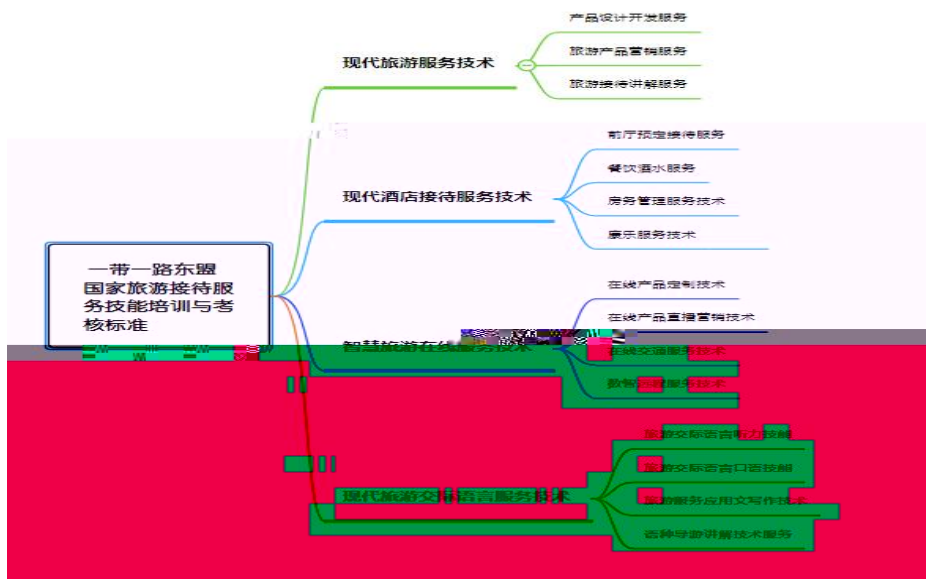 现代旅游服务技术
产品设计开发服务
旅游产品营销服务
旅游接待讲解服务
现代酒店接待服务技术
前厅预定接待服务
餐饮酒水服务
房务管理服务技术
康乐服务技术
一带一路东盟
国家旅游接待服
务技能培训与考
核标准
智慧旅游在线服务技术
在线产品定制技术
在线产品直播营销技术
在线交通服务技术
现代旅游交际语言服务技术
旅游交际语言听力技能
旅游交际语言口语技能
旅游服务应用文写作技术
语种导游讲解技术服务